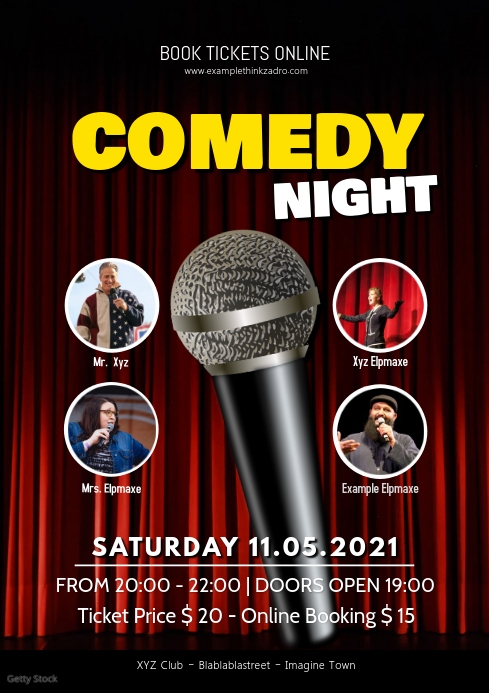 BOOK TICKETS ONLINE
www.examplethinkzadro.com
COMEDY
NIGHT
Mr. Xyz
Xyz Elpmaxe
Mrs. Elpmaxe
Example Elpmaxe
SATURDAY 11.05.2021
FROM 20:00 - 22:00 | DOORS OPEN 19:00
Ticket Price $ 20 - Online Booking $ 15
XYZ Club - Blablablastreet - Imagine Town
Getty Stock